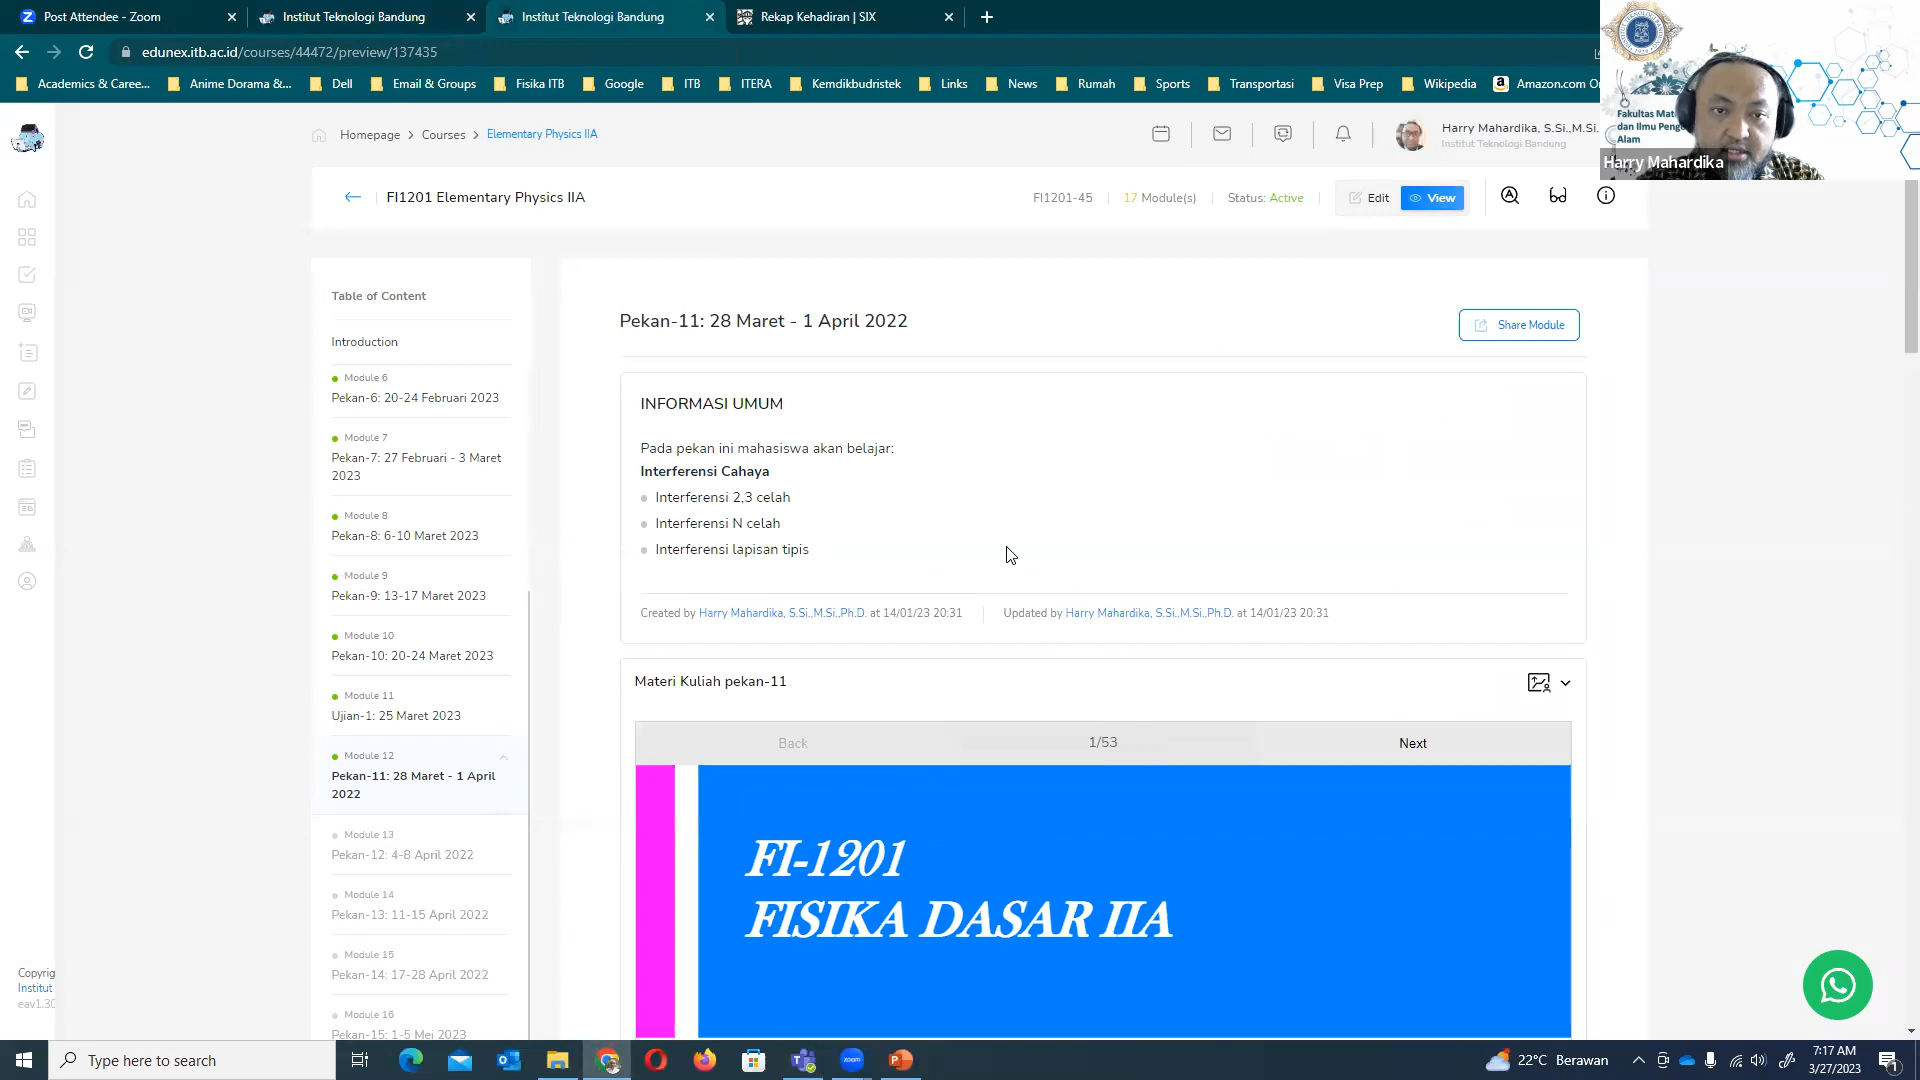 Post Attendee - Zoom
Institut Teknologi Bandung
Institut Teknologi Bandung
Rekap Kehadiran | SIX
edunex.itb.ac.id/courses/44472/preview/137435
Academics & Caree...
Anime Dorama &...
Dell
Email & Groups
Fisika ITB
Google
ITB
ITERA
Kemdikbudristek
Links
News
Rumah
Sports
Transportasi
Visa Prep
Wikipedia
Amazon.com
Fakultas
dan Ilmu
Alam
Harry Mahardika
Homepage > Courses > Elementary Physics IIA
Harry Mahardika, S.Si.,M.Si.
Institut Teknologi Bandung
FI1201 Elementary Physics IIA
FI1201-45
17 Module(s)
Status: Active
Edit
View
Table of Content
Introduction
Module 6
Pekan-6: 20-24 Februari 2023
Module 7
Pekan-7: 27 Februari - 3 Maret
2023
Module 8
Pekan-8: 6-10 Maret 2023
Module 9
Pekan-9: 13-17 Maret 2023
Module 10
Pekan-10: 20-24 Maret 2023
Module 11
Ujian-1: 25 Maret 2023
Module 12
Pekan-11: 28 Maret - 1 April
2022
Module 13
Pekan-12: 4-8 April 2022
Module 14
Pekan-13: 11-15 April 2022
Module 15
Pekan-14: 17-28 April 2022
Module 16
Pekan-15: 1-5 Mei 2023
Copyrig
Institut
eav1.30
Pekan-11: 28 Maret - 1 April 2022
Share Module
INFORMASI UMUM
Pada pekan ini mahasiswa akan belajar:
Interferensi Cahaya
Interferensi 2,3 celah
Interferensi N celah
Interferensi lapisan tipis
Created by Harry Mahardika, S.Si.,M.Si.,Ph.D. at 14/01/23 20:31
Updated by Harry Mahardika, S.Si.,M.Si.,Ph.D. at 14/01/23 20:31
Materi Kuliah pekan-11
Back
1/53
Next
FI-1201
FISIKA DASAR IIA
Type here to search
22°C Berawan
7:17 AM
3/27/2023
1